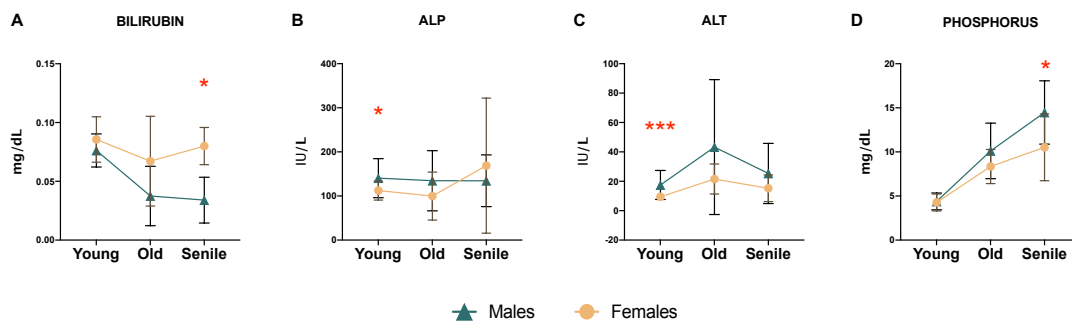 A BILIRUBIN
mg/dL
0.15
0.10
0.05
0.00
*
Young Old Senile
B ALP
IU/L
400
300
200
100
0
*
Young Old Senile
C ALT
IU/L
100
80
60
40
20
0
-20
***
Young Old Senile
D PHOSPHORUS
mg/dL
20
15
10
5
0
*
Young Old Senile
Males Females